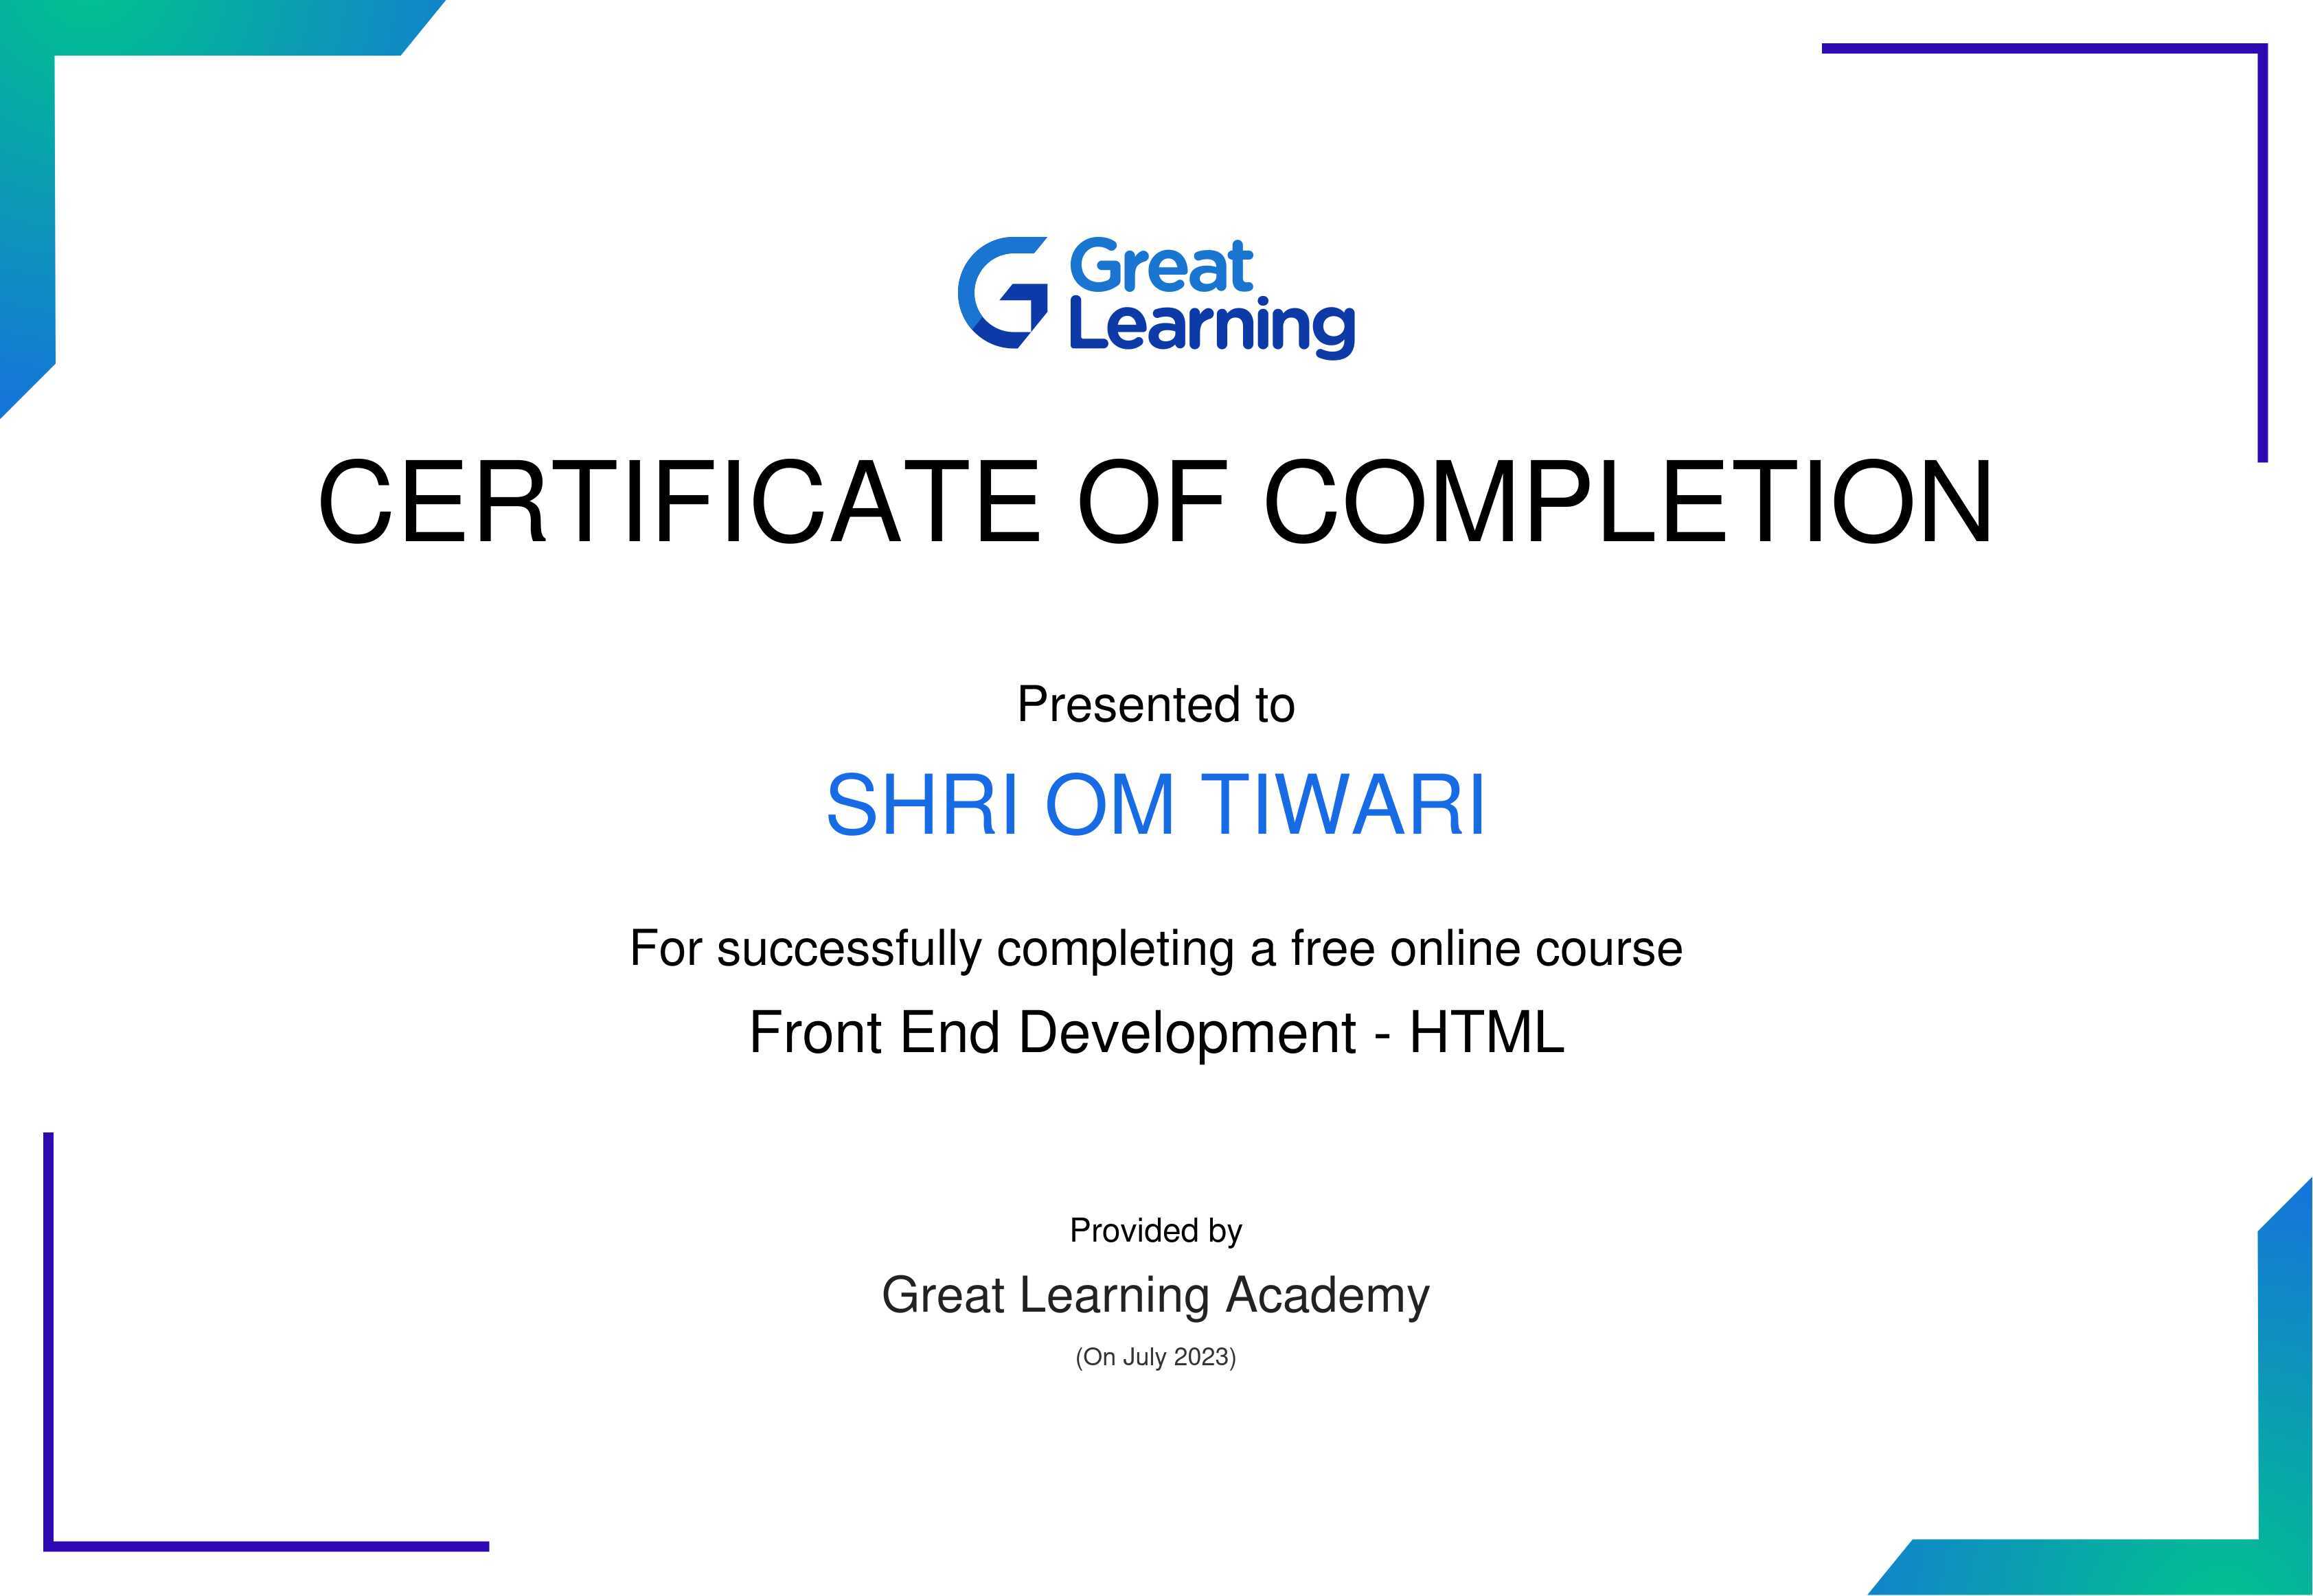 Great
Learning
CERTIFICATE OF COMPLETION
Presented to
SHRI OM TIWARI
For successfully completing a free online course
Front End Development - HTML
Provided by
Great Learning Academy
(On July 2023)